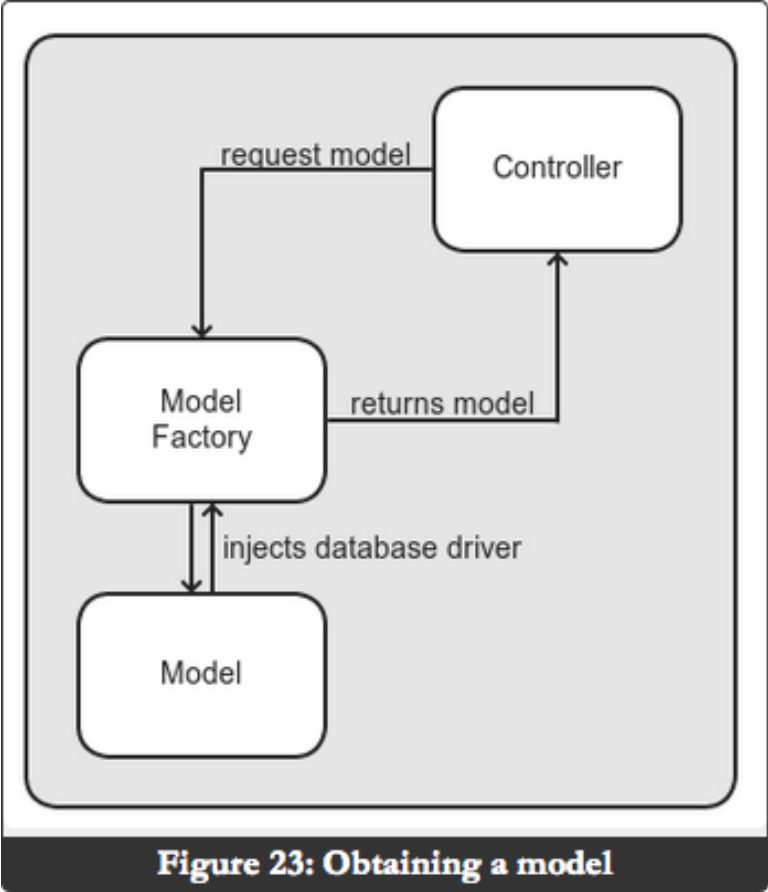 request model
Controller
Model
Factory
returns model
injects database driver
Model
Figure 23: Obtaining a model